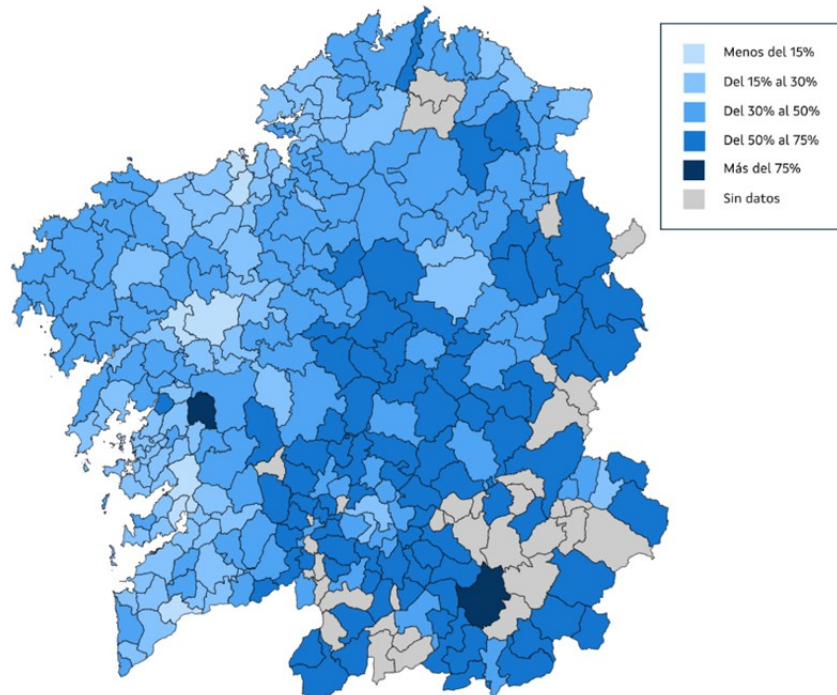 Menos del 15%
Del 15% al 30%
Del 30% al 50%
Del 50% al 75%
Más del 75%
Sin datos